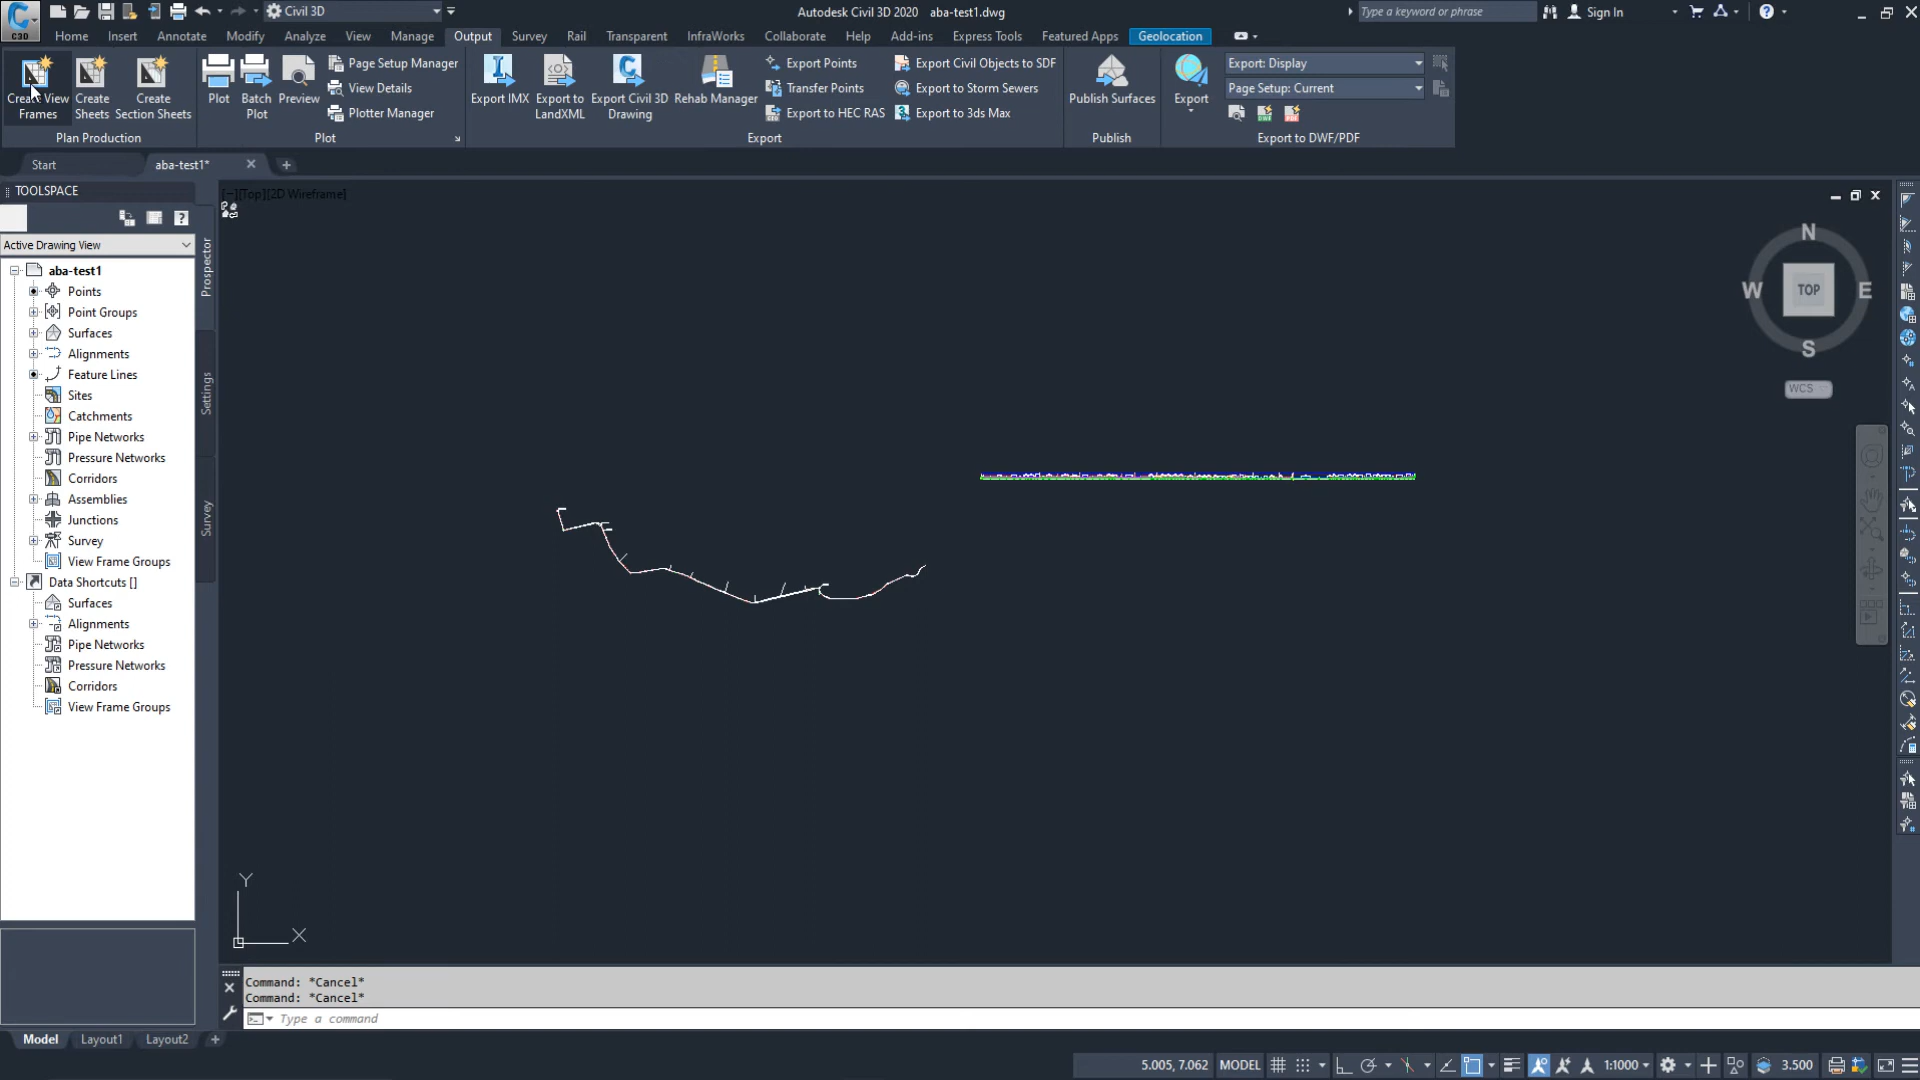 C3D
Civil 3D
Autodesk Civil 3D 2020 aba-test1.dwg
Type a keyword or phrase
Sign In
Home Insert Annotate Modify Analyze View Manage Output Survey Rail Transparent InfraWorks Collaborate Help Add-ins Express Tools Featured Apps Geolocation
Create View Frames
Create Sheets
Create Section Sheets
Plan Production
Plot
Batch Plot
Preview
Page Setup Manager
View Details
Plotter Manager
Plot
Export IMX
Export to LandXML
Export Civil 3D Drawing
Rehab Manager
Export Points
Transfer Points
Export to HEC RAS
Export Civil Objects to SDF
Export to Storm Sewers
Export to 3ds Max
Export
Publish Surfaces
Publish
Export
Export: Display
Page Setup: Current
Export to DWF/PDF
Start
aba-test1*
TOOLSPACE
Active Drawing View
aba-test1
Points
Point Groups
Surfaces
Alignments
Feature Lines
Sites
Catchments
Pipe Networks
Pressure Networks
Corridors
Assemblies
Junctions
Survey
View Frame Groups
Data Shortcuts []
Surfaces
Alignments
Pipe Networks
Pressure Networks
Corridors
View Frame Groups
Prospector
Settings
Survey
[−][Top][2D Wireframe]
N
W TOP E
S
WCS
Y
X
Command: *Cancel*
Command: *Cancel*
Type a command
Model Layout1 Layout2
5.005, 7.062 MODEL 1:1000 3.500